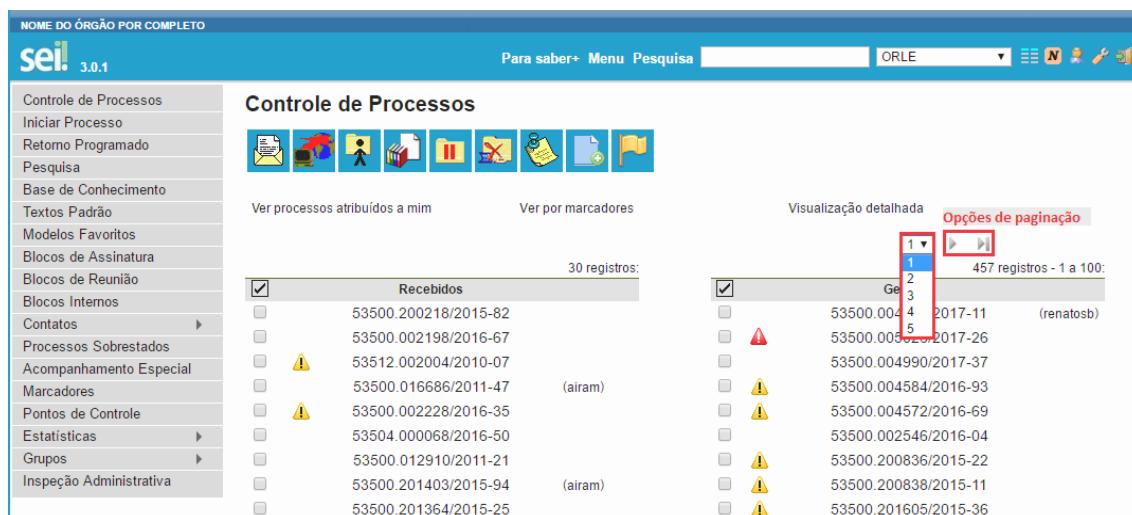 NOME DO ÓRGÃO POR COMPLETO
sei! 3.0.1
Para saber+ Menu Pesquisa
ORLE
N
Controle de Processos
Iniciar Processo
Retorno Programado
Pesquisa
Base de Conhecimento
Textos Padrão
Modelos Favoritos
Blocos de Assinatura
Blocos de Reunião
Blocos Internos
Contatos
Processos Sobrestados
Acompanhamento Especial
Marcadores
Pontos de Controle
Estatísticas
Grupos
Inspeção Administrativa
Controle de Processos
Ver processos atribuídos a mim
Ver por marcadores
Visualização detalhada
Opções de paginação
1
1
2
3
4
5
30 registros:
Recebidos
53500.200218/2015-82
53500.002198/2016-67
53512.002004/2010-07
53500.016686/2011-47 (airam)
53500.002228/2016-35
53504.000068/2016-50
53500.012910/2011-21
53500.201403/2015-94 (airam)
53500.201364/2015-25
457 registros - 1 a 100:
53500.004 2017-11 (renatosb)
2017-26
53500.004990/2017-37
53500.004584/2016-93
53500.004572/2016-69
53500.002546/2016-04
53500.200836/2015-22
53500.200838/2015-11
53500.201605/2015-36